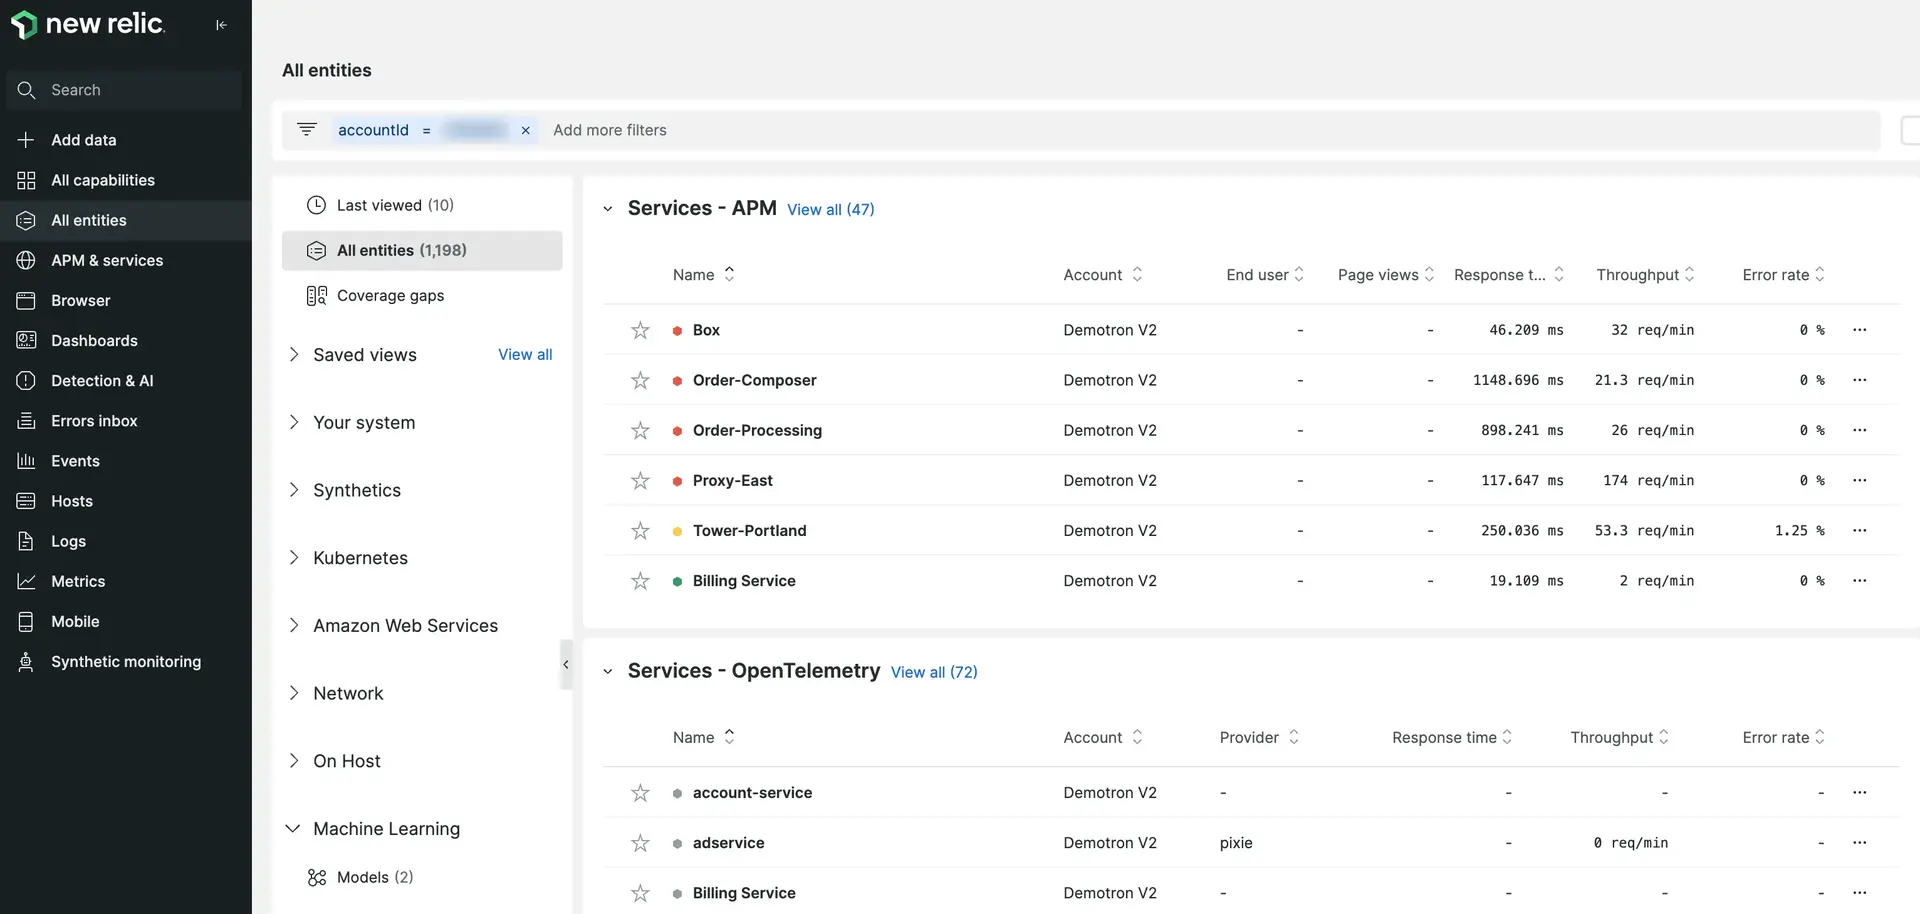 new relic.
Search
Add data
All capabilities
All entities
APM & services
Browser
Dashboards
Detection & AI
Errors inbox
Events
Hosts
Logs
Metrics
Mobile
Synthetic monitoring
All entities
accountId = × Add more filters
Last viewed (10)
All entities (1,198)
Coverage gaps
Saved views View all
Your system
Synthetics
Kubernetes
Amazon Web Services
Network
On Host
Machine Learning
Models (2)
Services - APM View all (47)
Name Account End user Page views Response t... Throughput Error rate
Box Demotron V2 - - 46.209 ms 32 req/min 0 % ...
Order-Composer Demotron V2 - - 1148.696 ms 21.3 req/min 0 % ...
Order-Processing Demotron V2 - - 898.241 ms 26 req/min 0 % ...
Proxy-East Demotron V2 - - 117.647 ms 174 req/min 0 % ...
Tower-Portland Demotron V2 - - 250.036 ms 53.3 req/min 1.25 % ...
Billing Service Demotron V2 - - 19.109 ms 2 req/min 0 % ...
Services - OpenTelemetry View all (72)
Name Account Provider Response time Throughput Error rate
account-service Demotron V2 - - - - ...
adservice Demotron V2 pixie - 0 req/min - ...
Billing Service Demotron V2 - - - - ...